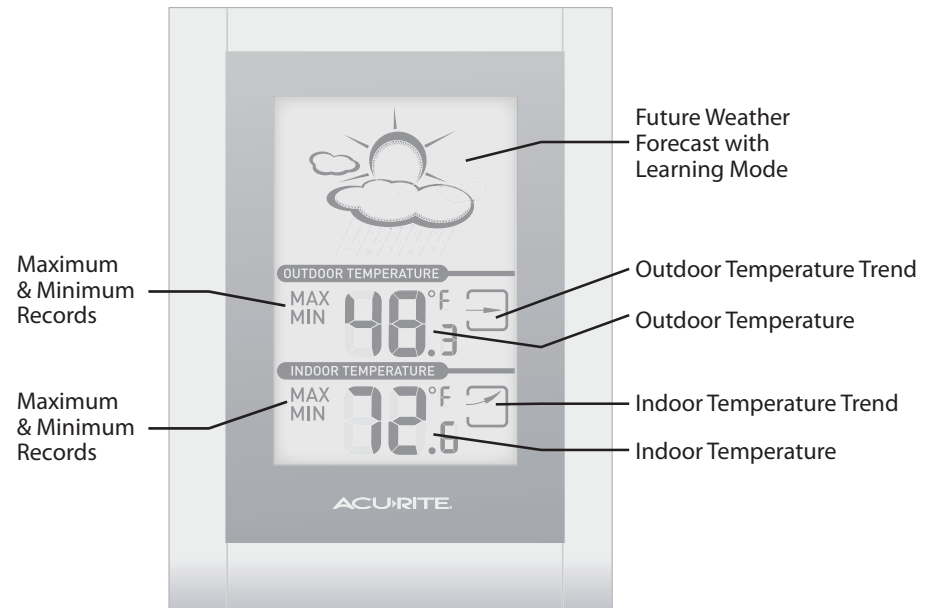 Future Weather
Forecast with
Learning Mode
Maximum
& Minimum
Records
OUTDOOR TEMPERATURE
MAX
MIN
48.3
°F
Outdoor Temperature Trend
Outdoor Temperature
INDOOR TEMPERATURE
Maximum
& Minimum
Records
MAX
MIN
72.6
°F
Indoor Temperature Trend
Indoor Temperature
ACURITE